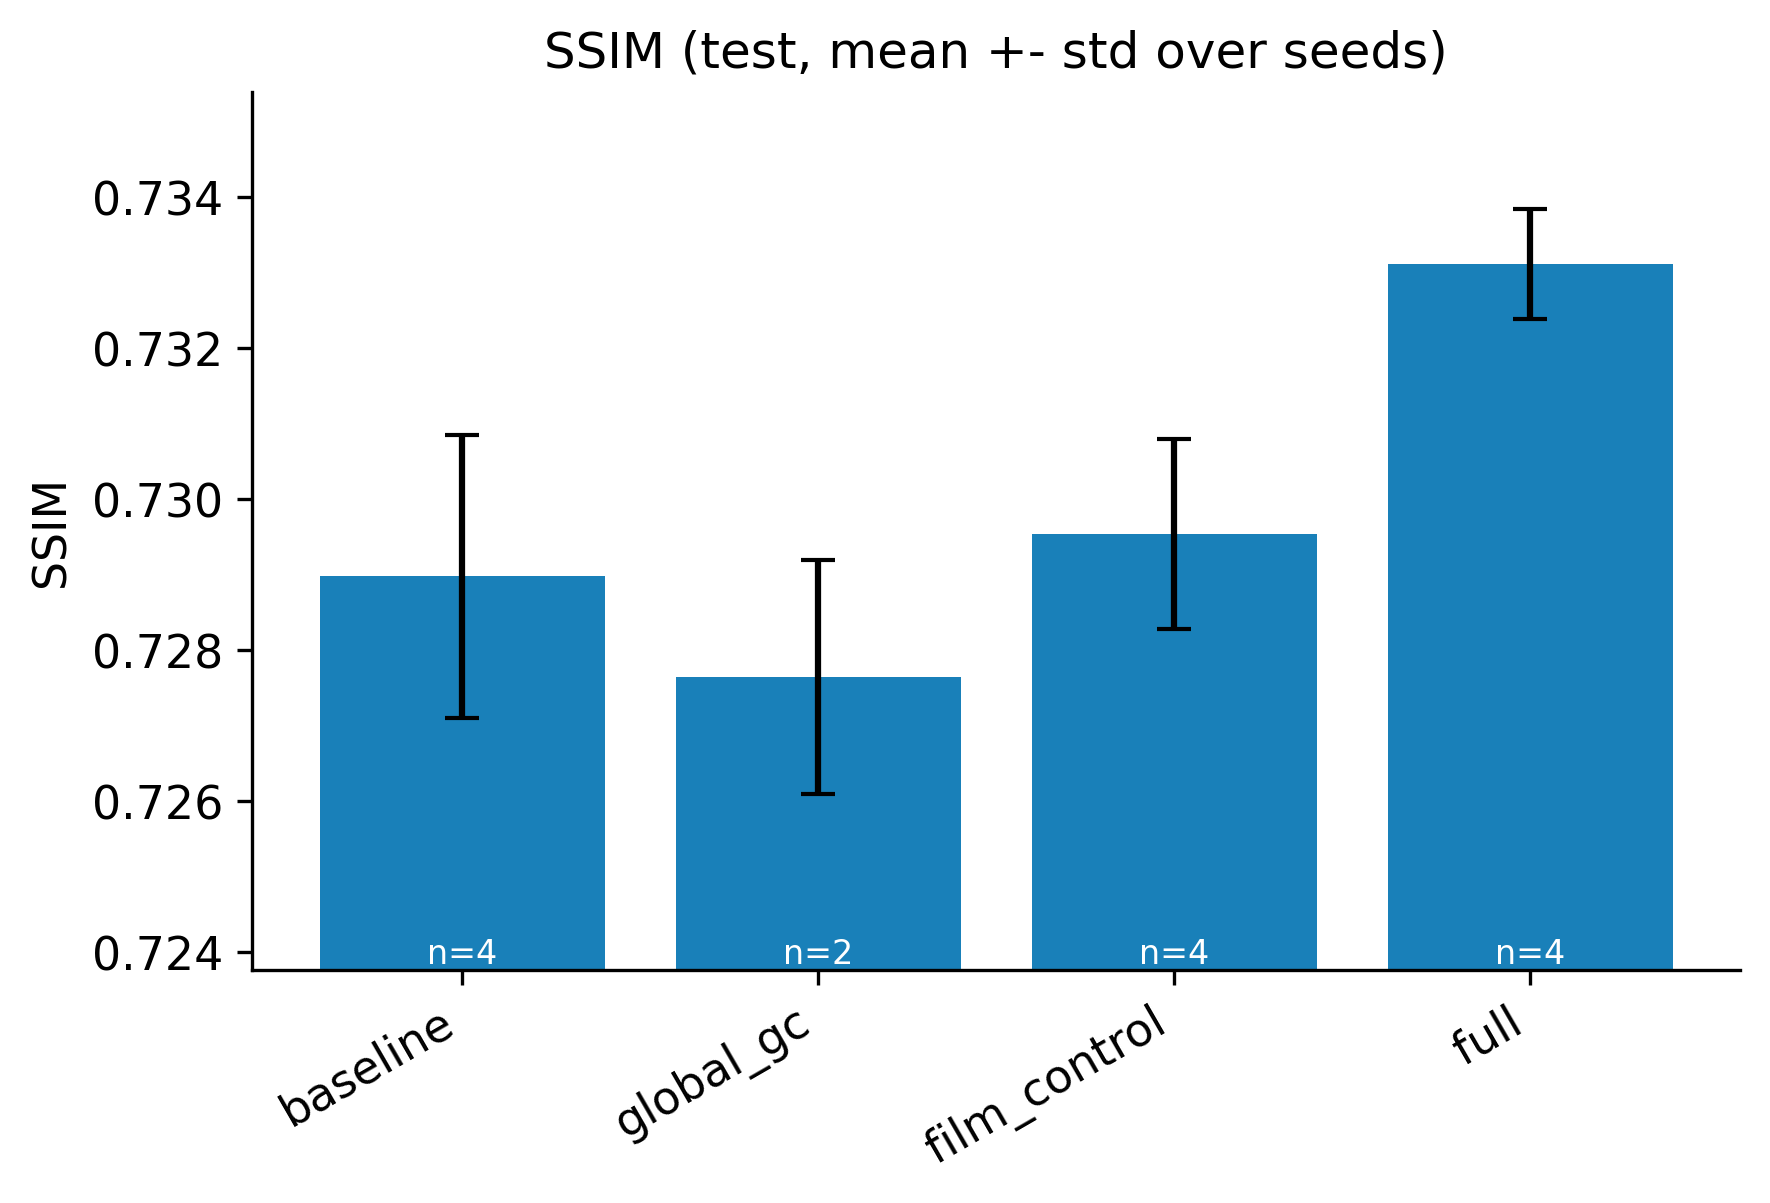 SSIM (test, mean +- std over seeds)
SSIM
0.734
0.732
0.730
0.728
0.726
0.724
n=4
n=2
n=4
n=4
baseline
global_gc
film_control
full